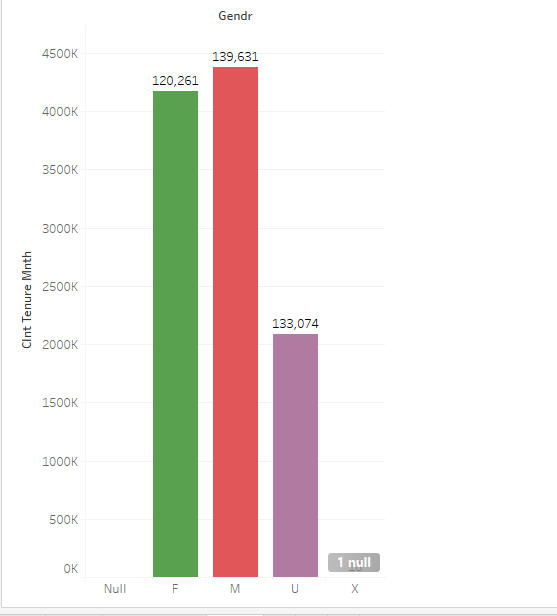 Gendr
4500K
139,631
120,261
4000K
3500K
3000K
Clnt Tenure Mnth
2500K
133,074
2000K
1500K
1000K
500K
1 null
0K
Null F M U X